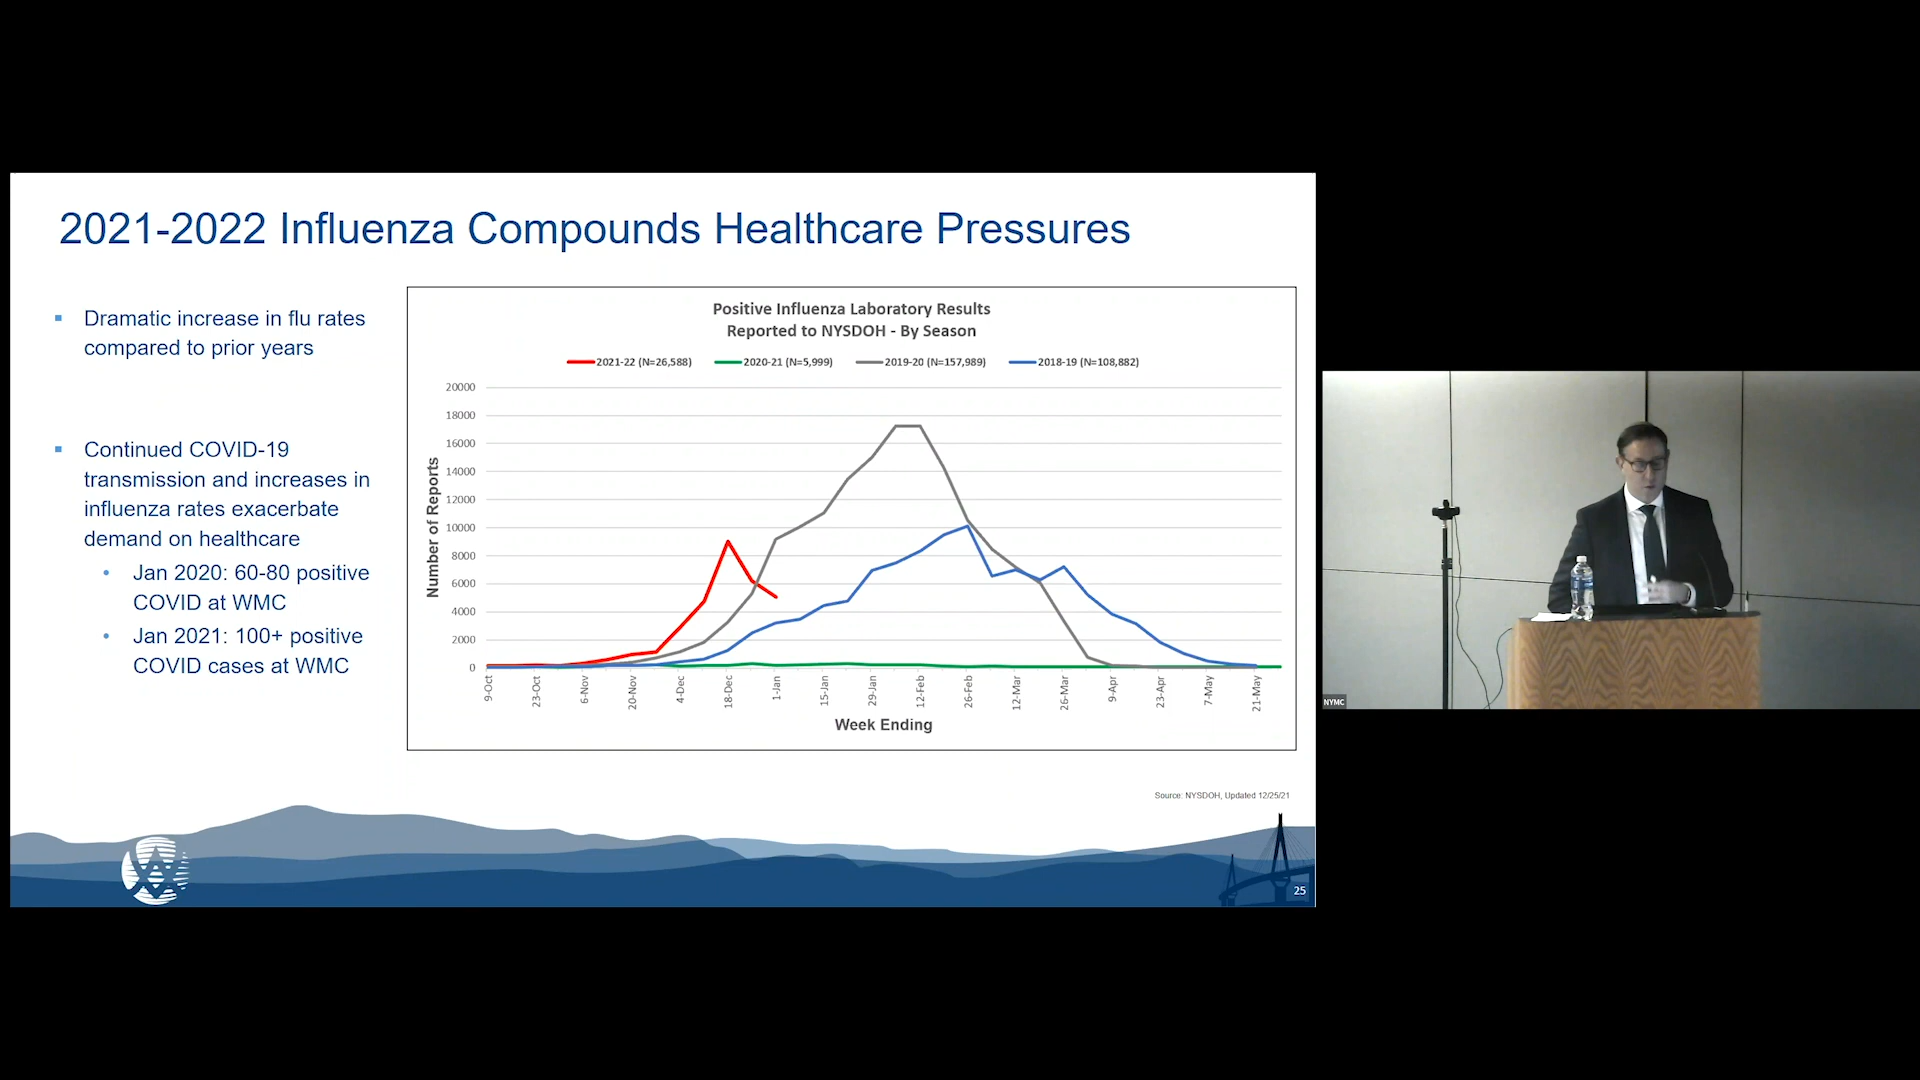 2021-2022 Influenza Compounds Healthcare Pressures
Dramatic increase in flu rates
compared to prior years
Continued COVID-19
transmission and increases in
influenza rates exacerbate
demand on healthcare
Jan 2020: 60-80 positive
COVID at WMC
Jan 2021: 100+ positive
COVID cases at WMC
Positive Influenza Laboratory Results
Reported to NYSDOH - By Season
2021-22 (N=26,588) 2020-21 (N=5,999) 2019-20 (N=157,989) 2018-19 (N=108,882)
20000
18000
16000
14000
12000
10000
8000
6000
4000
2000
0
Number of Reports
9-Oct 23-Oct 6-Nov 20-Nov 4-Dec 18-Dec 1-Jan 15-Jan 29-Jan 12-Feb 26-Feb 12-Mar 26-Mar 9-Apr 23-Apr 7-May 21-May
Week Ending
Source: NYSDOH, Updated 12/25/21
25
NYMC